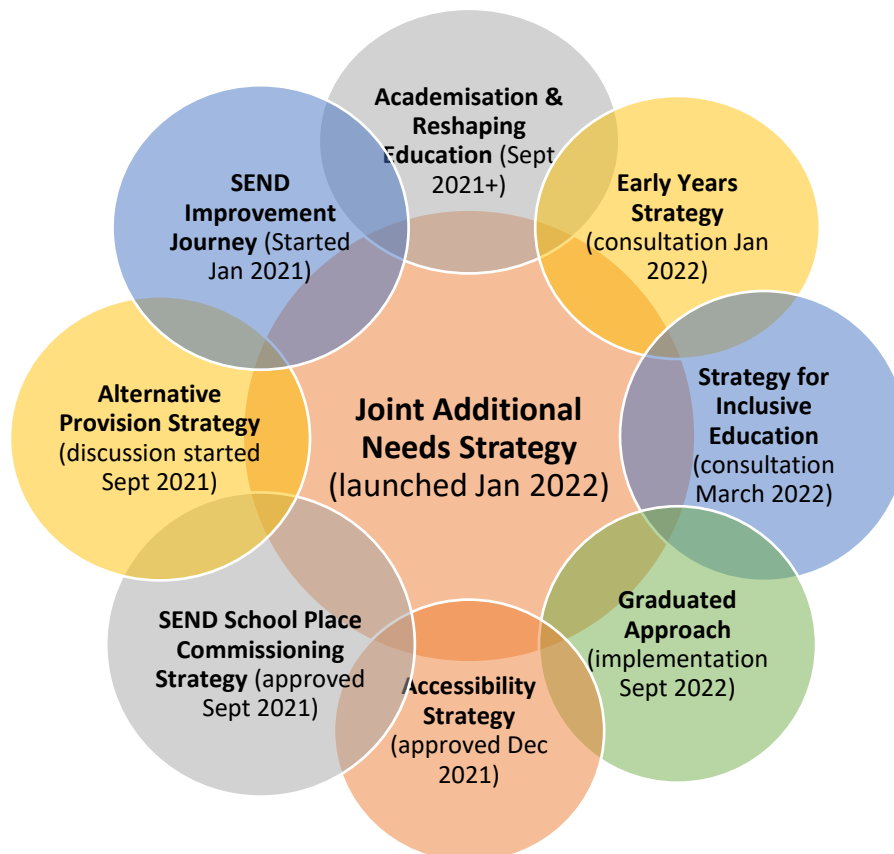 Academisation &
Reshaping
Education (Sept
2021+)
Early Years
Strategy
(consultation Jan
2022)
Strategy for
Inclusive
Education
(consultation
March 2022)
Graduated
Approach
(implementation
Sept 2022)
Accessibility
Strategy
(approved Dec
2021)
SEND School Place
Commissioning
Strategy (approved
Sept 2021)
Alternative
Provision Strategy
(discussion started
Sept 2021)
SEND
Improvement
Journey (Started
Jan 2021)
Joint Additional
Needs Strategy
(launched Jan 2022)